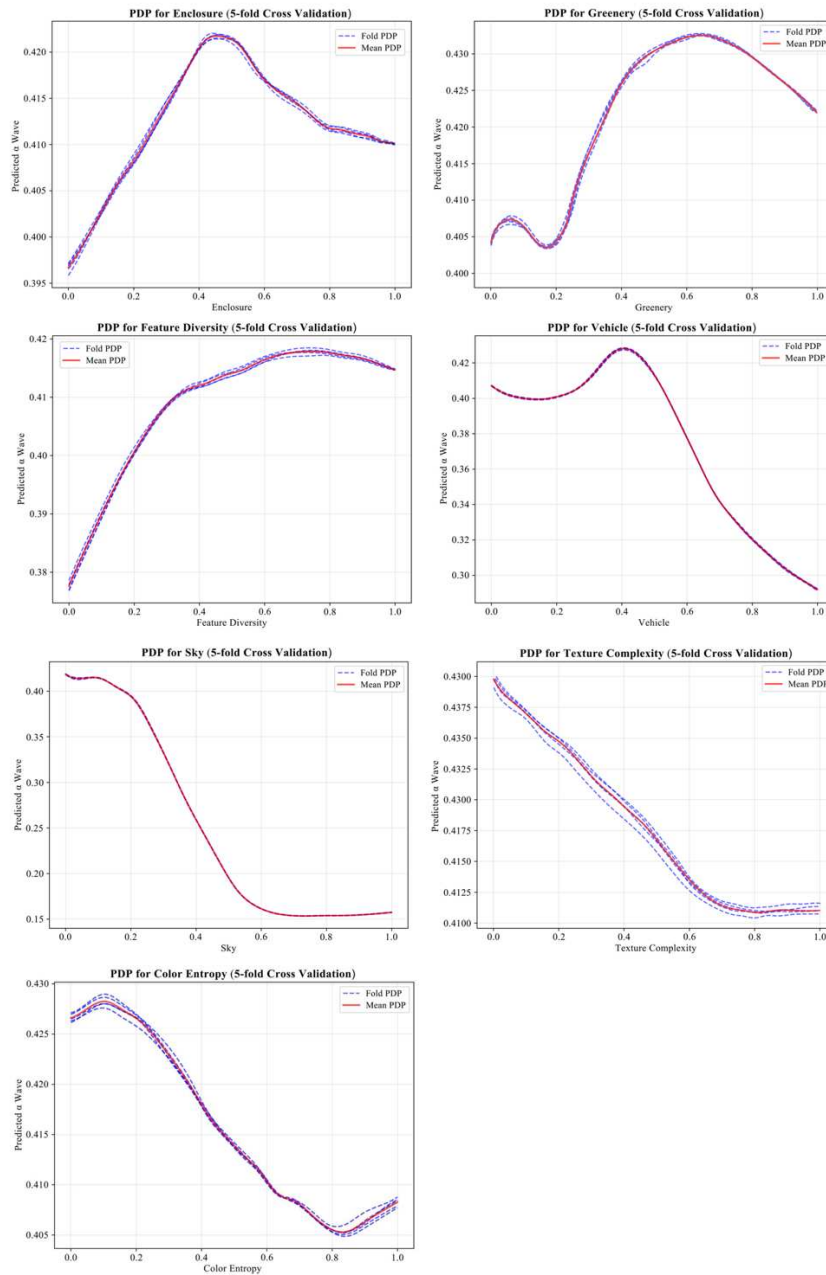 PDP for Enclosure (5-fold Cross Validation)
Fold PDP
Mean PDP
0.420
0.415
0.410
0.405
0.400
0.395
Predicted α Wave
0.0 0.2 0.4 0.6 0.8 1.0
Enclosure
PDP for Greenery (5-fold Cross Validation)
Fold PDP
Mean PDP
0.430
0.425
0.420
0.415
0.410
0.405
0.400
Predicted α Wave
0.0 0.2 0.4 0.6 0.8 1.0
Greenery
PDP for Feature Diversity (5-fold Cross Validation)
Fold PDP
Mean PDP
0.42
0.41
0.40
0.39
0.38
Predicted α Wave
0.0 0.2 0.4 0.6 0.8 1.0
Feature Diversity
PDP for Vehicle (5-fold Cross Validation)
Fold PDP
Mean PDP
0.42
0.40
0.38
0.36
0.34
0.32
0.30
Predicted α Wave
0.0 0.2 0.4 0.6 0.8 1.0
Vehicle
PDP for Sky (5-fold Cross Validation)
Fold PDP
Mean PDP
0.40
0.30
0.25
0.20
0.15
Predicted α Wave
0.0 0.2 0.4 0.6 0.8 1.0
Sky
PDP for Texture Complexity (5-fold Cross Validation)
Fold PDP
Mean PDP
0.4300
0.4375
0.4350
0.4325
0.4300
0.4175
0.4150
0.4125
0.4100
Predicted α Wave
0.0 0.2 0.4 0.6 0.8 1.0
Texture Complexity
PDP for Color Entropy (5-fold Cross Validation)
Fold PDP
Mean PDP
0.430
0.425
0.420
0.415
0.410
0.405
Predicted α Wave
0.0 0.2 0.4 0.6 0.8 1.0
Color Entropy